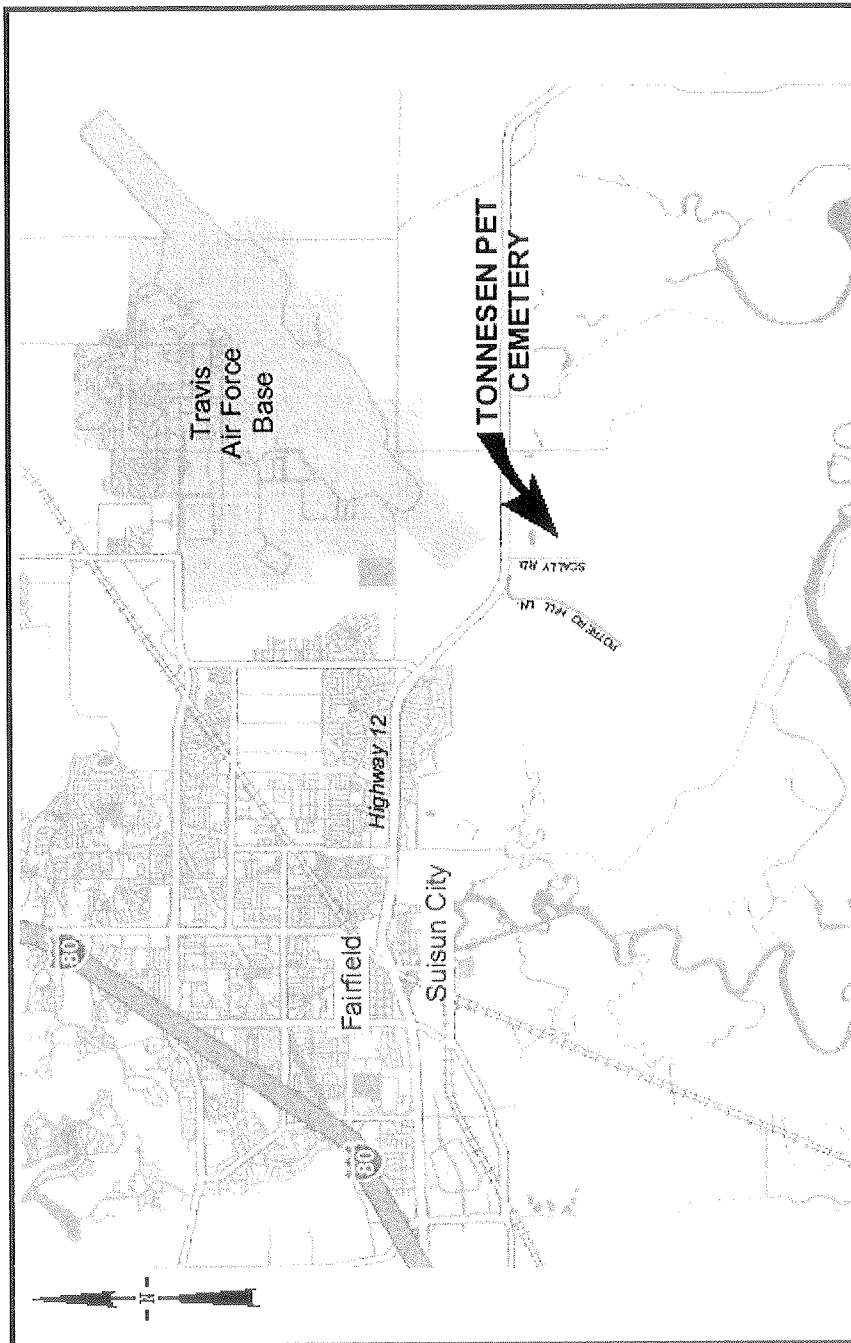 80
80
Fairfield
Suisun City
Highway 12
Travis
Air Force
Base
TONNESEN PET
CEMETERY
SCALLY RD.
POTRERO HILL LN.
N